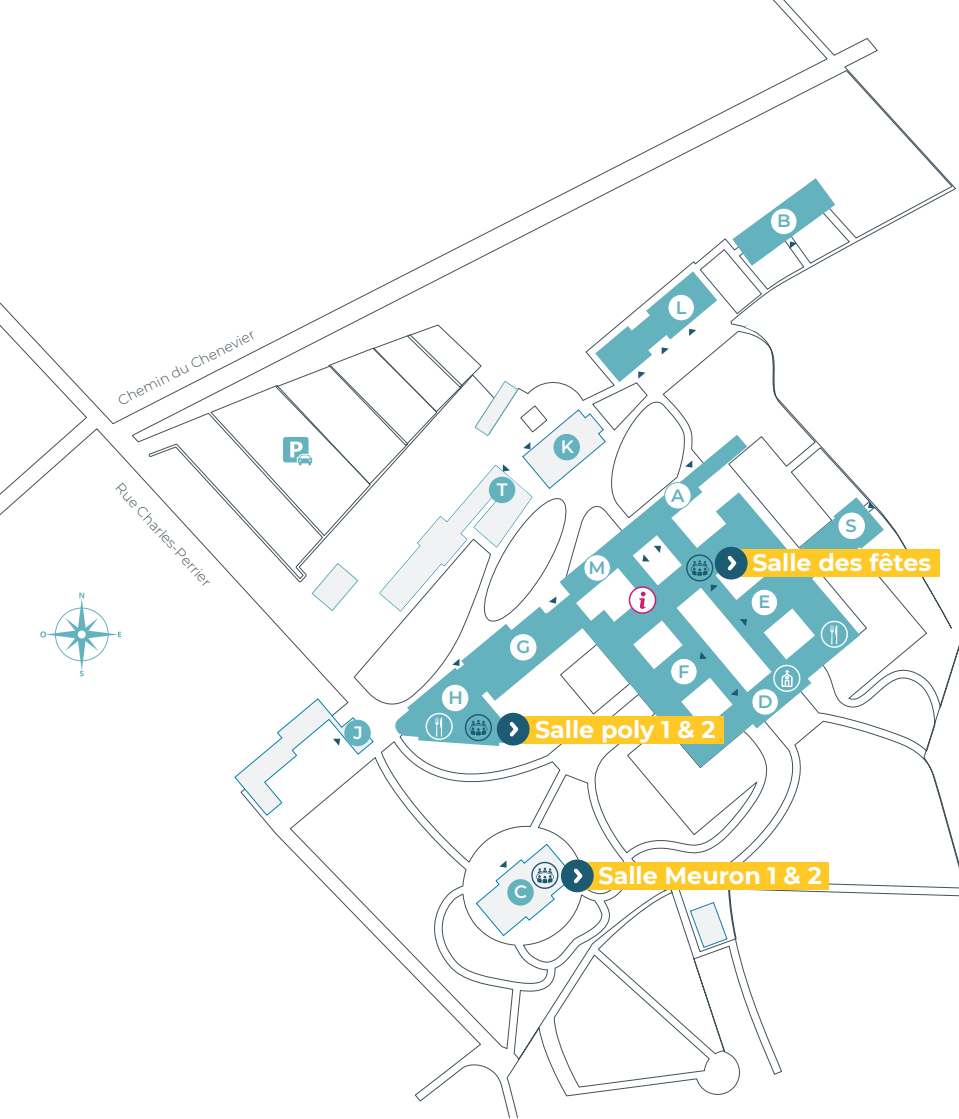 B
L
Chemin du Chenevier
P
K
T
A
Rue Charles-Perrier
S
Salle des fêtes
M
i
E
N
O
E
S
G
F
H
D
J
Salle poly 1 & 2
Salle Meuron 1 & 2
C